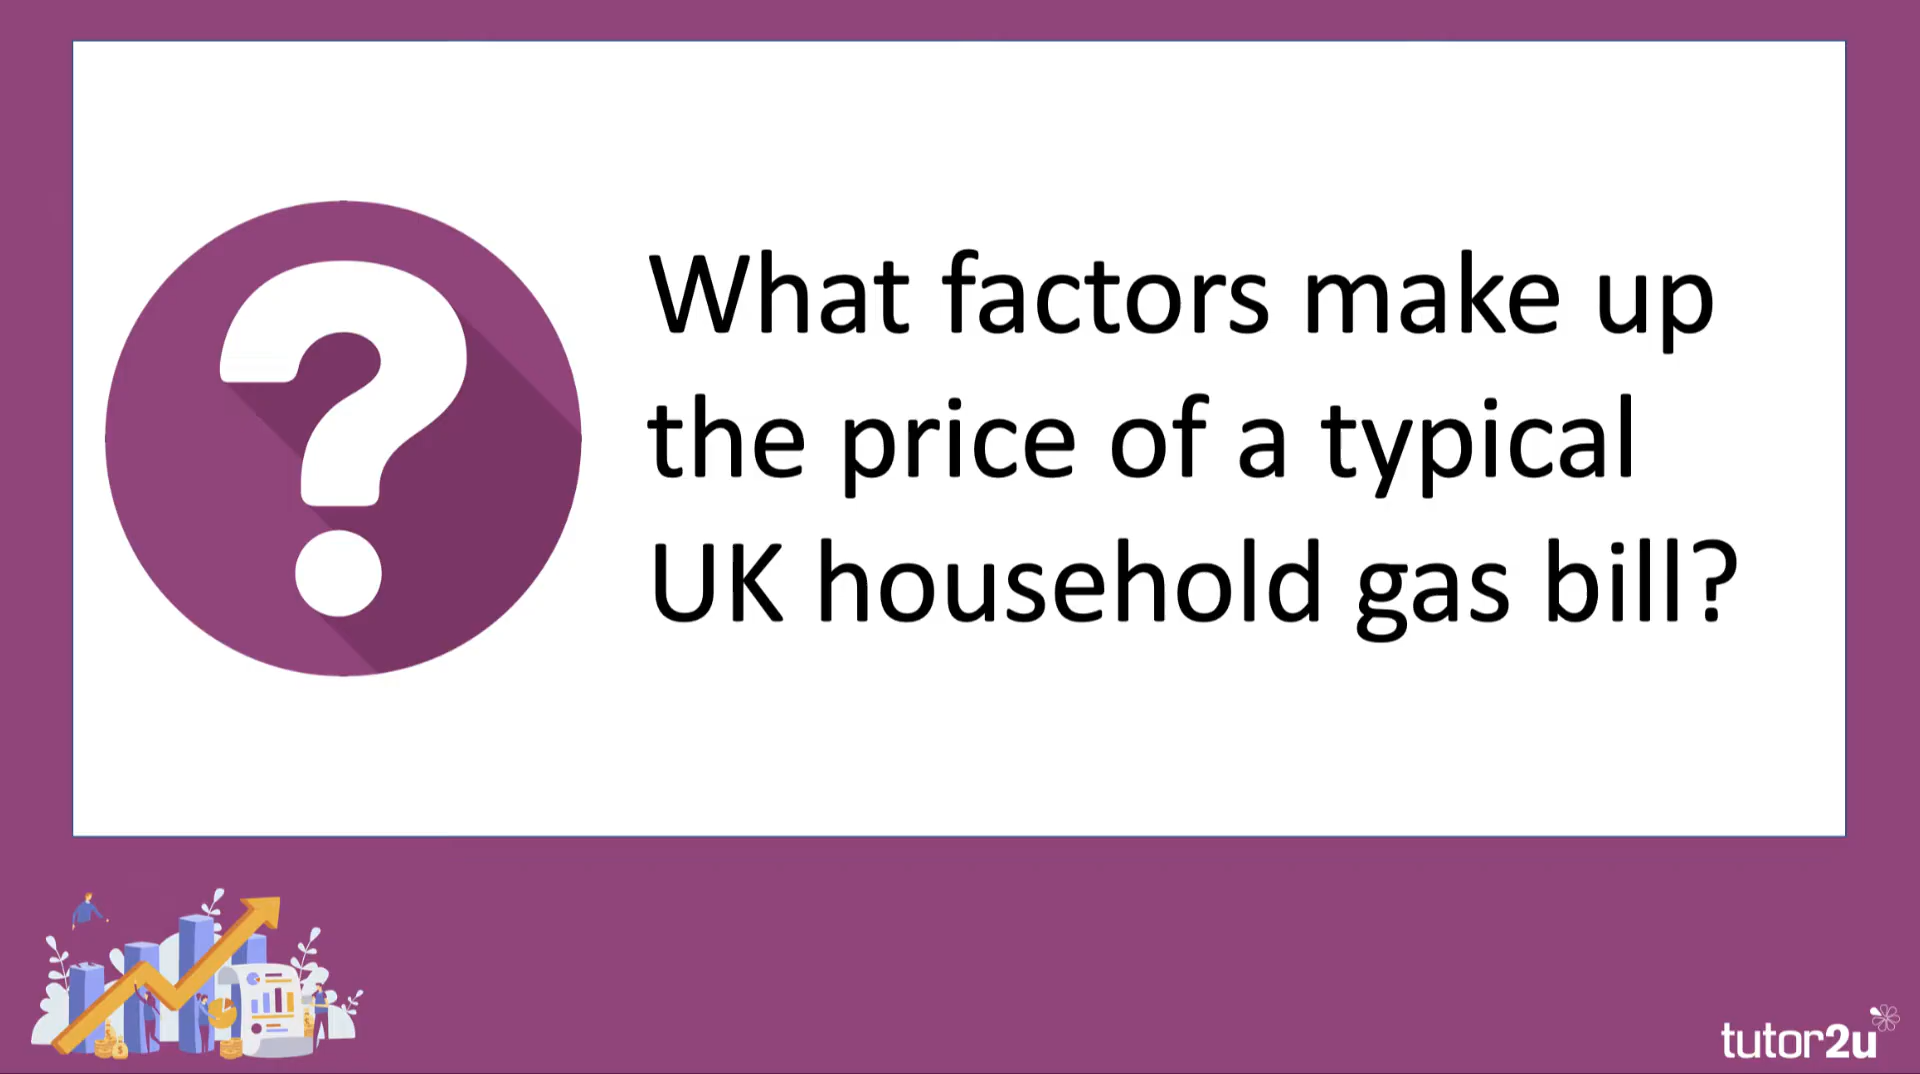 What factors make up
the price of a typical
UK household gas bill?
tutor2u